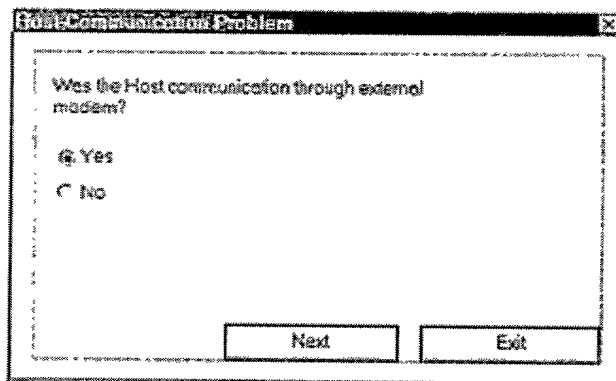 Host Communication Problem
Was the Host communication through external
modem?
Yes
No
Next
Exit